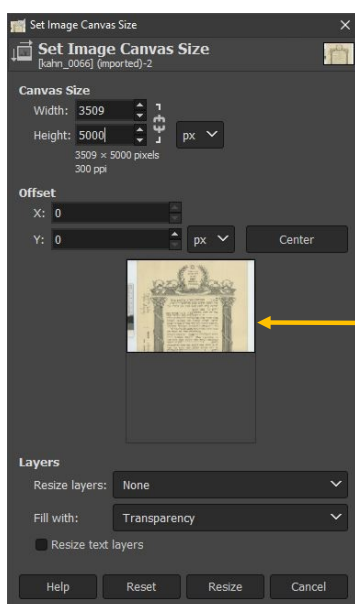 Set Image Canvas Size
Set Image Canvas Size
[kahn_0066] (imported)-2
Canvas Size
Width: 3509
Height: 5000 px
3509 × 5000 pixels
300 ppi
Offset
X: 0
Y: 0 px Center
Layers
Resize layers: None
Fill with: Transparency
Resize text layers
Help Reset Resize Cancel